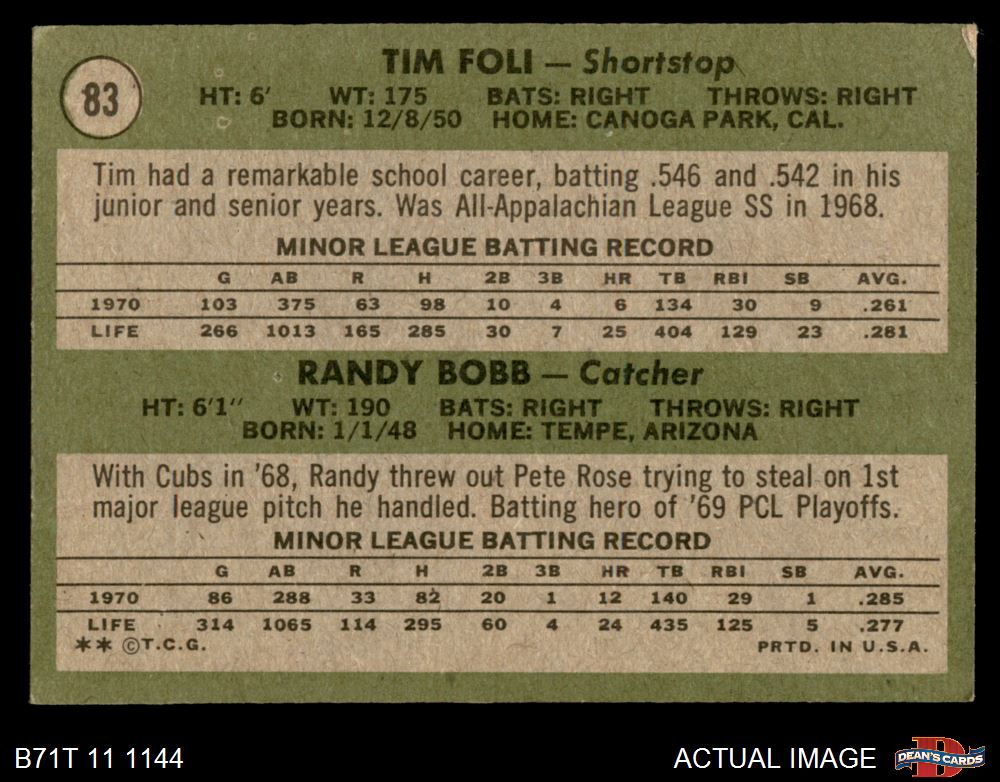 83
TIM FOLI — Shortstop
HT: 6' WT: 175 BATS: RIGHT THROWS: RIGHT
BORN: 12/8/50 HOME: CANOGA PARK, CAL.
Tim had a remarkable school career, batting .546 and .542 in his
junior and senior years. Was All-Appalachian League SS in 1968.
MINOR LEAGUE BATTING RECORD
G AB R H 2B 3B HR TB RBI SB AVG.
1970 103 375 63 98 10 4 6 134 30 9 .261
LIFE 266 1013 165 285 30 7 25 404 129 23 .281
RANDY BOBB — Catcher
HT: 6'1" WT: 190 BATS: RIGHT THROWS: RIGHT
BORN: 1/1/48 HOME: TEMPE, ARIZONA
With Cubs in '68, Randy threw out Pete Rose trying to steal on 1st
major league pitch he handled. Batting hero of '69 PCL Playoffs.
MINOR LEAGUE BATTING RECORD
G AB R H 2B 3B HR TB RBI SB AVG.
1970 86 288 33 82 20 1 12 140 29 1 .285
LIFE 314 1065 114 295 60 4 24 435 125 5 .277
** ©T.C.G. PRTD. IN U.S.A.
B71T 11 1144 ACTUAL IMAGE D DEAN'S CARDS